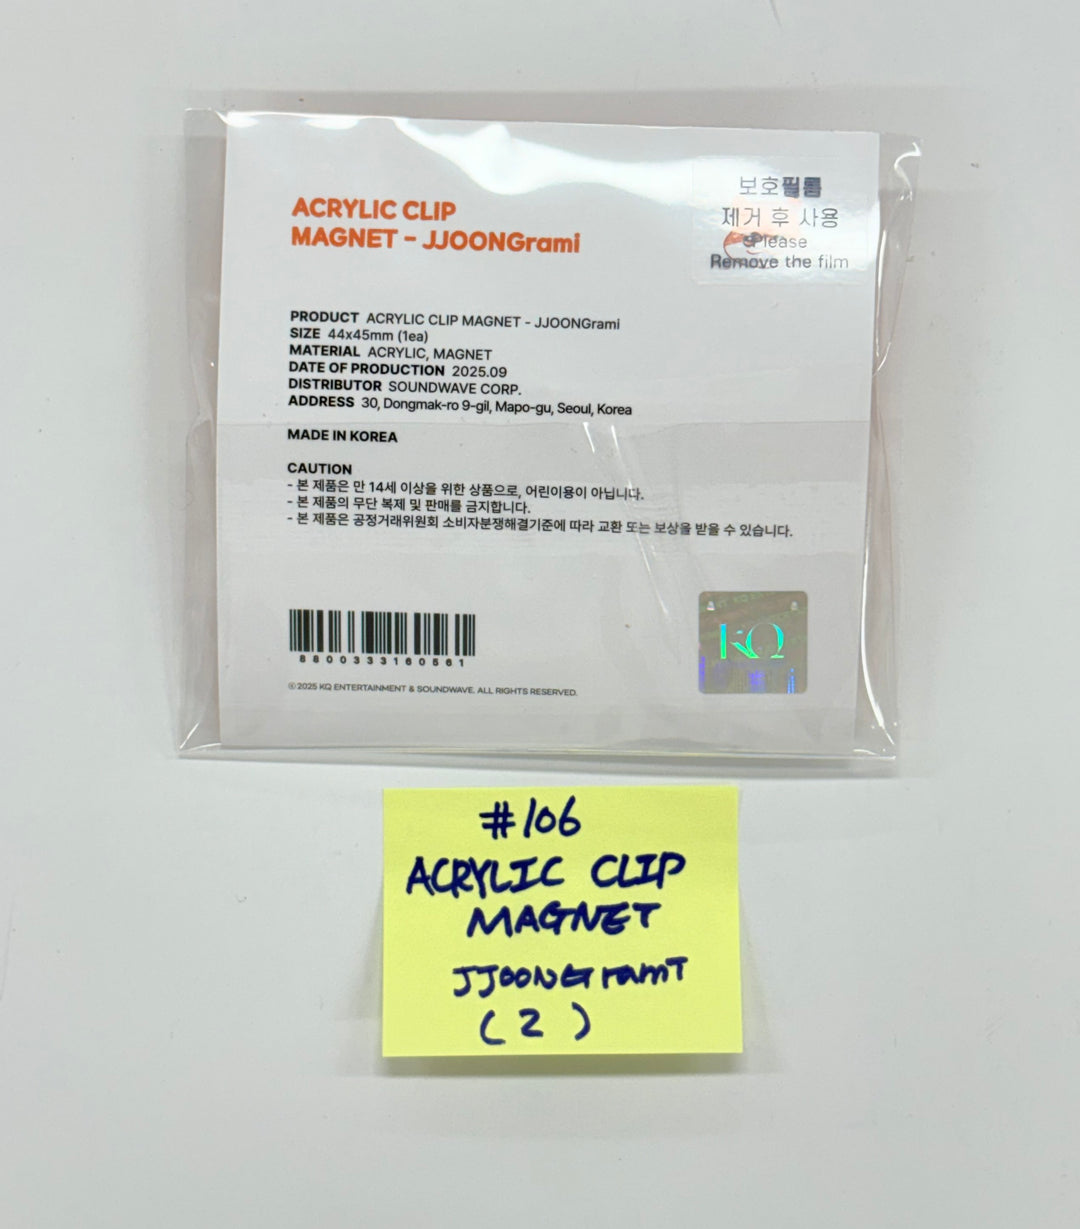 ACRYLIC CLIP
MAGNET - JJOONGrami
보호필름
제거 후 사용
Please
Remove the film
PRODUCT ACRYLIC CLIP MAGNET - JJOONGrami
SIZE 44x45mm (1ea)
MATERIAL ACRYLIC, MAGNET
DATE OF PRODUCTION 2025.09
DISTRIBUTOR SOUNDWAVE CORP.
ADDRESS 30, Dongmak-ro 9-gil, Mapo-gu, Seoul, Korea
MADE IN KOREA
CAUTION
- 본 제품은 만 14세 이상을 위한 상품으로, 어린이용이 아닙니다.
- 본 제품의 무단 복제 및 판매를 금지합니다.
- 본 제품은 공정거래위원회 소비자분쟁해결기준에 따라 교환 또는 보상을 받을 수 있습니다.
8800333160561
KQ
©2025 KQ ENTERTAINMENT & SOUNDWAVE. ALL RIGHTS RESERVED.
#106
ACRYLIC CLIP
MAGNET
JJOONGramI
(2)